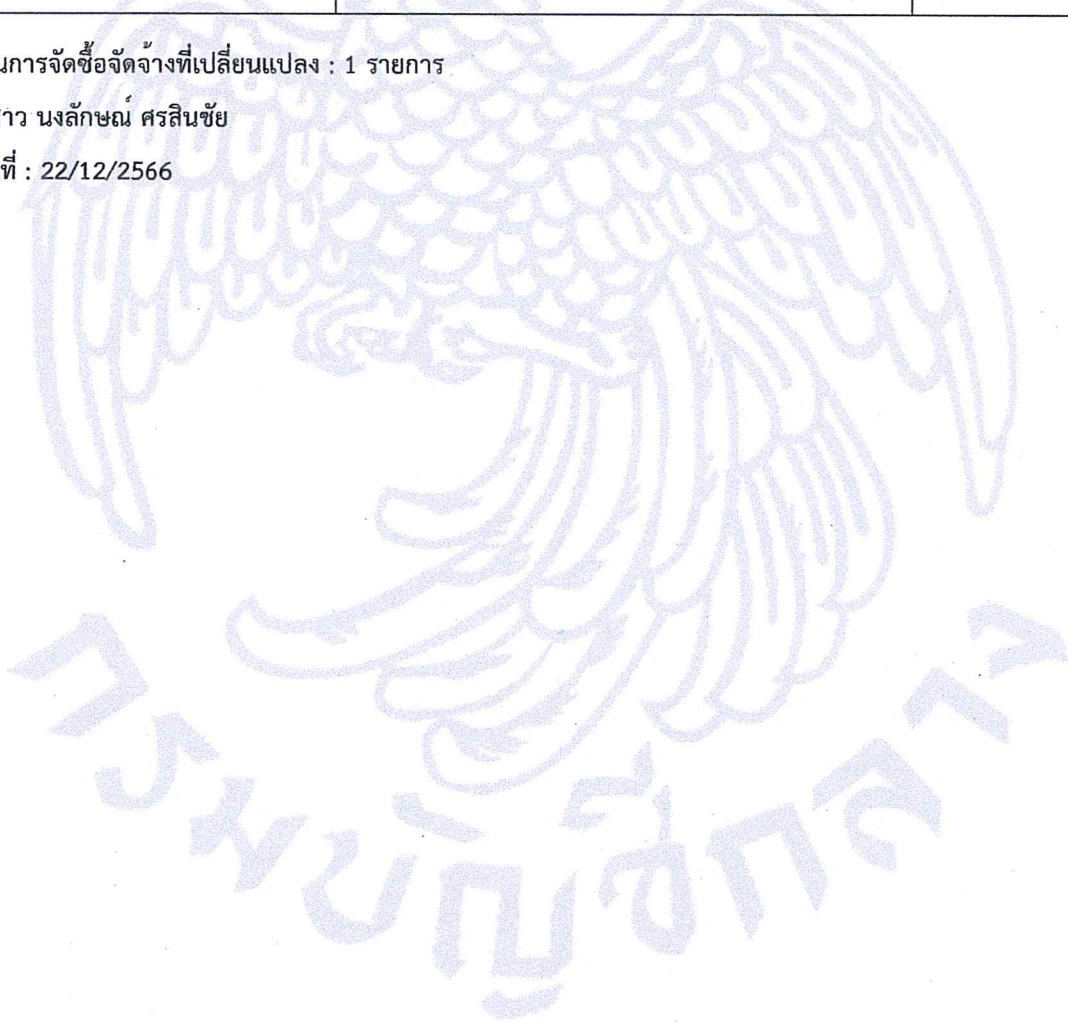 นการจัดซื้อจัดจ้างที่เปลี่ยนแปลง : 1 รายการ
าว นงลักษณ์ ศรสินชัย
ที่ : 22/12/2566
กรมบัญชีกลาง